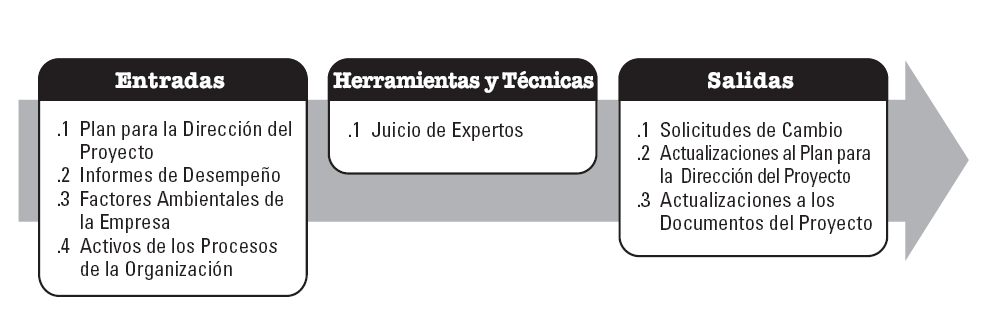 Entradas
.1 Plan para la Dirección del
Proyecto
.2 Informes de Desempeño
.3 Factores Ambientales de
la Empresa
.4 Activos de los Procesos
de la Organización
Herramientas y Técnicas
.1 Juicio de Expertos
Salidas
.1 Solicitudes de Cambio
.2 Actualizaciones al Plan para
la Dirección del Proyecto
.3 Actualizaciones a los
Documentos del Proyecto